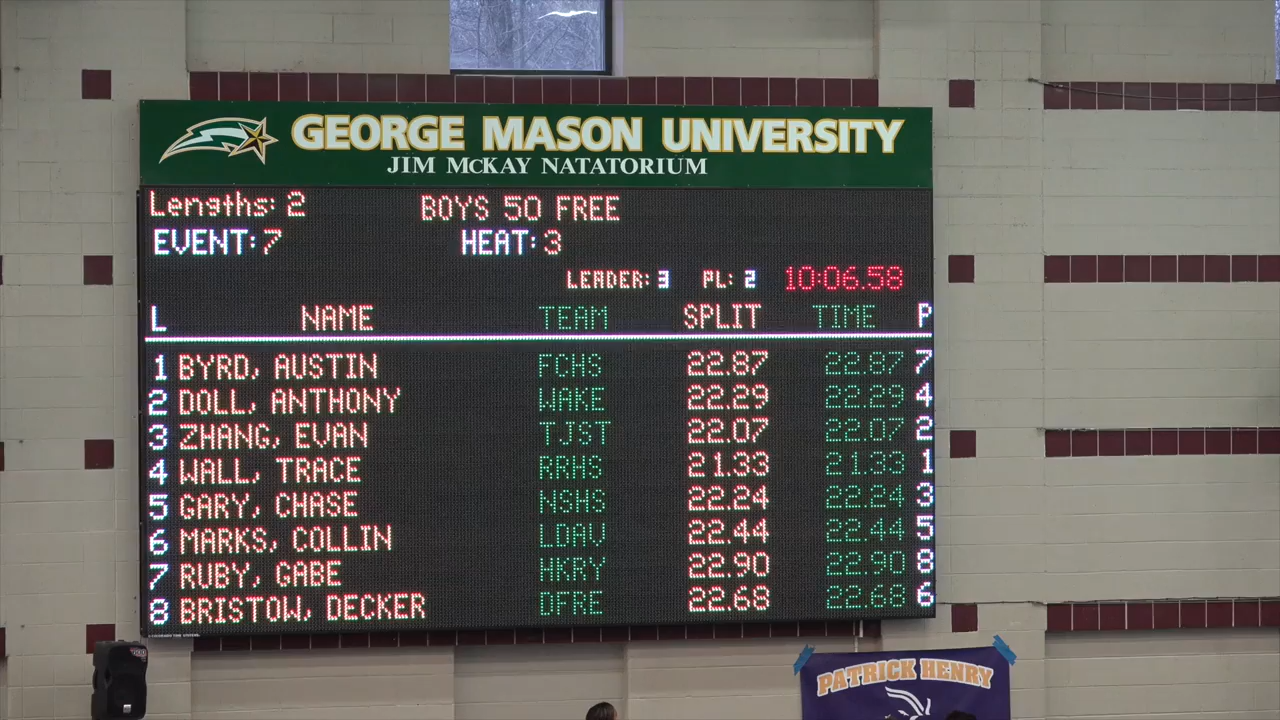 GEORGE MASON UNIVERSITY
JIM McKAY NATATORIUM
Lengths: 2 BOYS 50 FREE
EVENT: 7 HEAT: 3
LEADER: 3 PL: 2 10:06.58
L NAME TEAM SPLIT TIME P
1 BYRD, AUSTIN FCHS 22.87 22.87 7
2 DOLL, ANTHONY WAKE 22.29 22.29 4
3 ZHANG, EVAN TJST 22.07 22.07 2
4 WALL, TRACE RRHS 21.33 21.33 1
5 GARY, CHASE NSHS 22.24 22.24 3
6 MARKS, COLLIN LDAV 22.44 22.44 5
7 RUBY, GABE HKRY 22.90 22.90 8
8 BRISTOW, DECKER DFRE 22.68 22.68 6
PATRICK HENRY